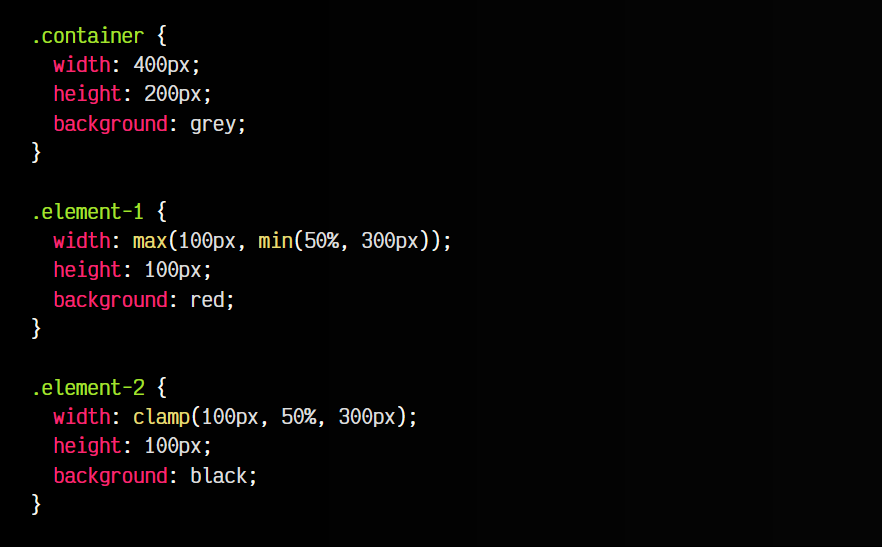 .container {
  width: 400px;
  height: 200px;
  background: grey;
}

.element-1 {
  width: max(100px, min(50%, 300px));
  height: 100px;
  background: red;
}

.element-2 {
  width: clamp(100px, 50%, 300px);
  height: 100px;
  background: black;
}